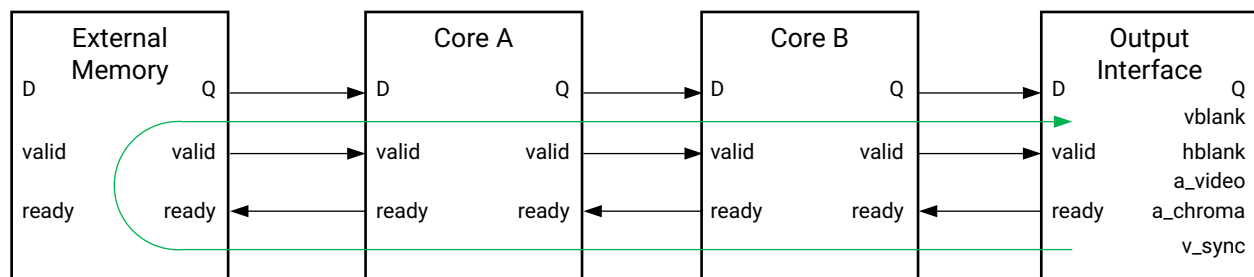 External
Memory
D
Q
valid
valid
ready
ready
Core A
D
Q
valid
valid
ready
ready
Core B
D
Q
valid
valid
ready
ready
Output
Interface
D
Q
vblank
valid
hblank
a_video
ready
a_chroma
v_sync